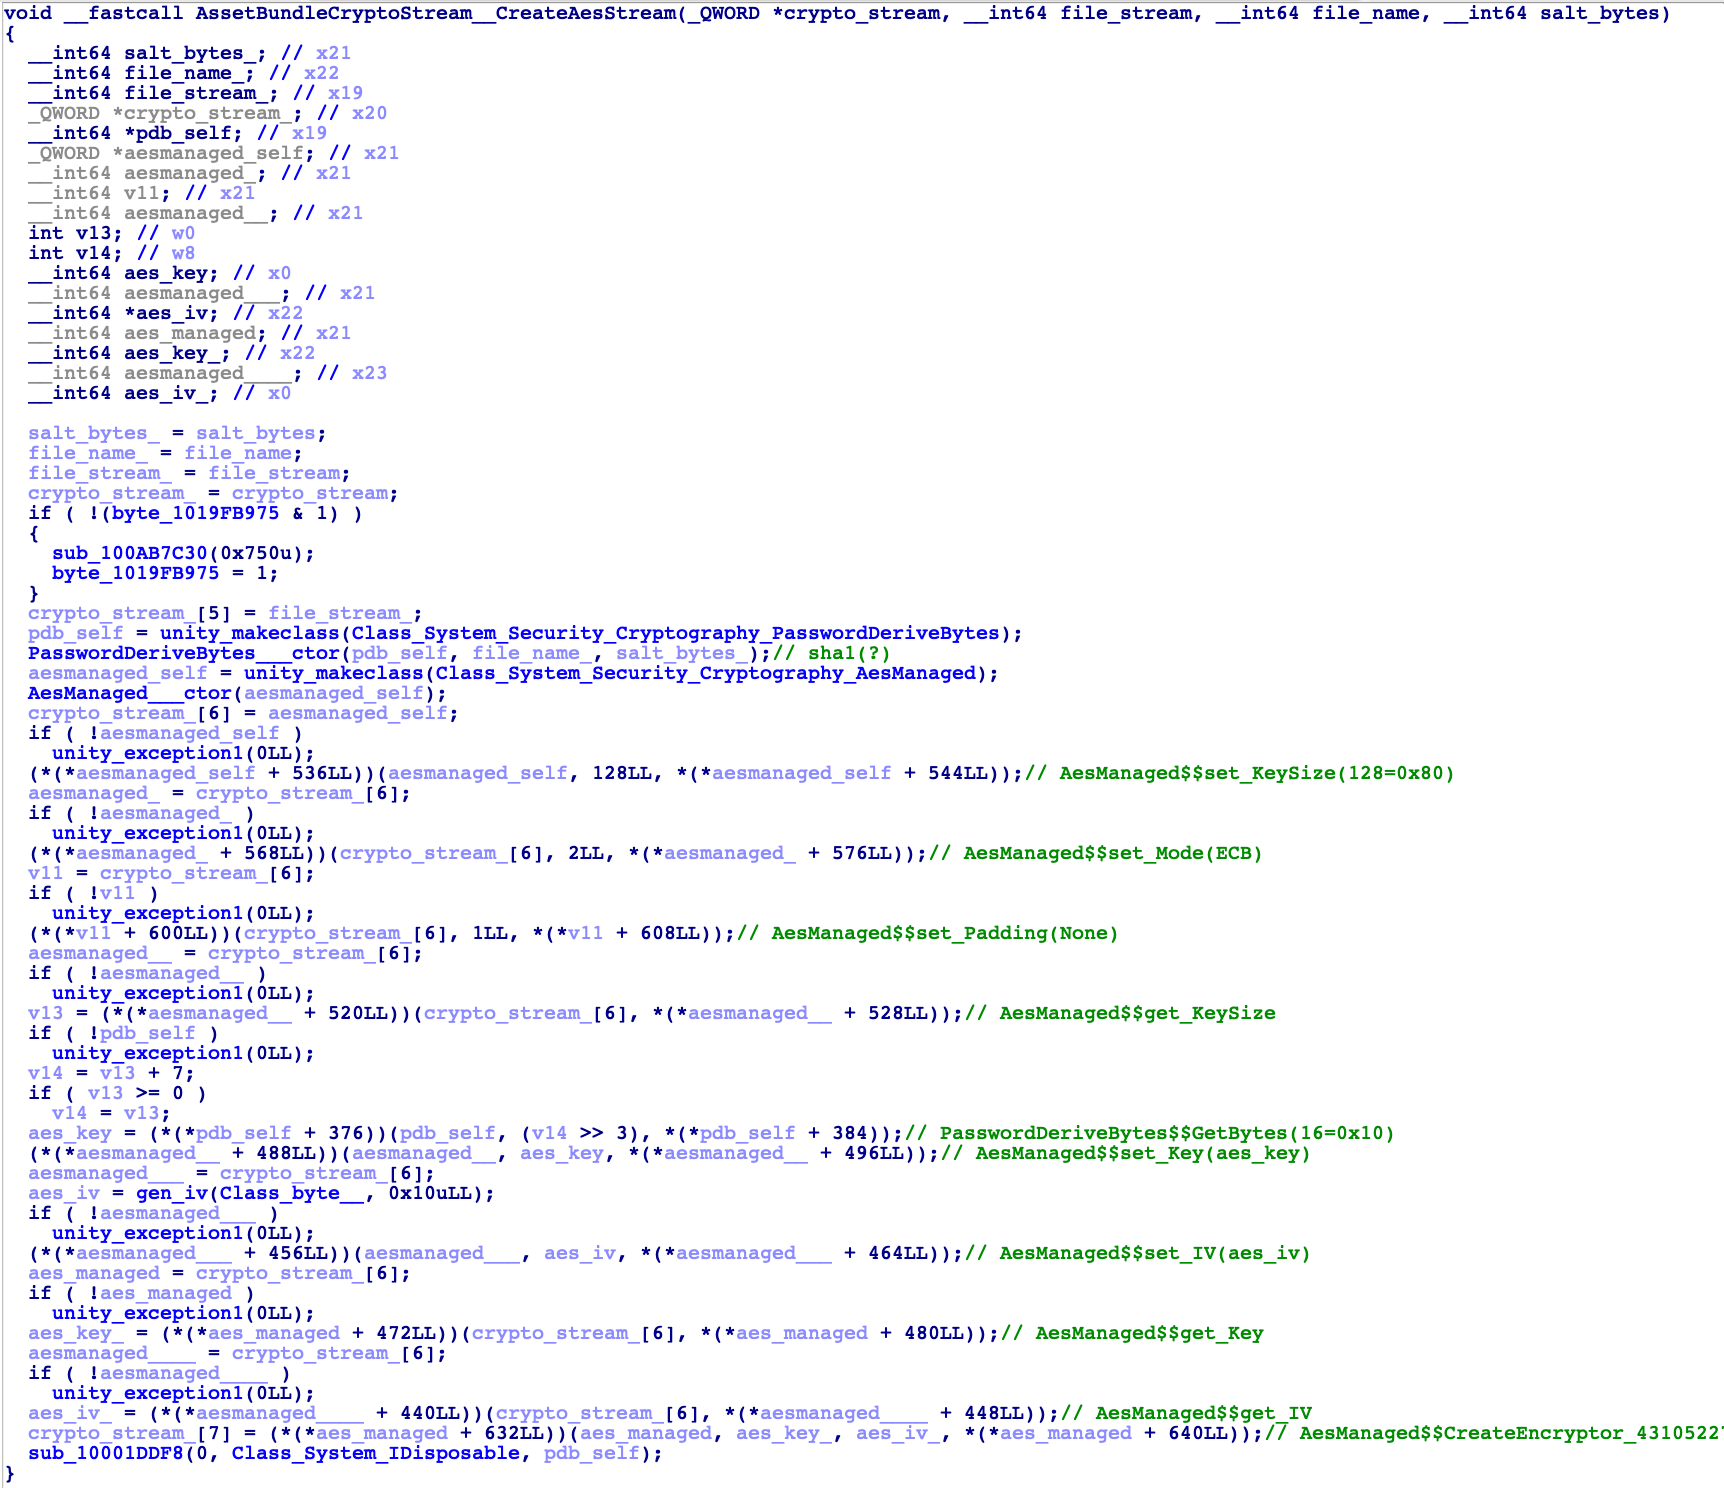 void __fastcall AssetBundleCryptoStream__CreateAesStream(_QWORD *crypto_stream, __int64 file_stream, __int64 file_name, __int64 salt_bytes)
{
  __int64 salt_bytes_; // x21
  __int64 file_name_; // x22
  __int64 file_stream_; // x19
  _QWORD *crypto_stream_; // x20
  __int64 *pdb_self; // x19
  _QWORD *aesmanaged_self; // x21
  __int64 aesmanaged_; // x21
  __int64 v11; // x21
  __int64 aesmanaged__; // x21
  int v13; // w0
  int v14; // w8
  __int64 aes_key; // x0
  __int64 aesmanaged___; // x21
  __int64 *aes_iv; // x22
  __int64 aes_managed; // x21
  __int64 aes_key_; // x22
  __int64 aesmanaged____; // x23
  __int64 aes_iv_; // x0

  salt_bytes_ = salt_bytes;
  file_name_ = file_name;
  file_stream_ = file_stream;
  crypto_stream_ = crypto_stream;
  if ( !(byte_1019FB975 & 1) )
  {
    sub_100AB7C30(0x750u);
    byte_1019FB975 = 1;
  }
  crypto_stream_[5] = file_stream_;
  pdb_self = unity_makeclass(Class_System_Security_Cryptography_PasswordDeriveBytes);
  PasswordDeriveBytes___ctor(pdb_self, file_name_, salt_bytes_);// sha1(?)
  aesmanaged_self = unity_makeclass(Class_System_Security_Cryptography_AesManaged);
  AesManaged___ctor(aesmanaged_self);
  crypto_stream_[6] = aesmanaged_self;
  if ( !aesmanaged_self )
    unity_exception1(0LL);
  (*(*aesmanaged_self + 536LL))(aesmanaged_self, 128LL, *(*aesmanaged_self + 544LL));// AesManaged$$set_KeySize(128=0x80)
  aesmanaged_ = crypto_stream_[6];
  if ( !aesmanaged_ )
    unity_exception1(0LL);
  (*(*aesmanaged_ + 568LL))(crypto_stream_[6], 2LL, *(*aesmanaged_ + 576LL));// AesManaged$$set_Mode(ECB)
  v11 = crypto_stream_[6];
  if ( !v11 )
    unity_exception1(0LL);
  (*(*v11 + 600LL))(crypto_stream_[6], 1LL, *(*v11 + 608LL));// AesManaged$$set_Padding(None)
  aesmanaged__ = crypto_stream_[6];
  if ( !aesmanaged__ )
    unity_exception1(0LL);
  v13 = (*(*aesmanaged__ + 520LL))(crypto_stream_[6], *(*aesmanaged__ + 528LL));// AesManaged$$get_KeySize
  if ( !pdb_self )
    unity_exception1(0LL);
  v14 = v13 + 7;
  if ( v13 >= 0 )
    v14 = v13;
  aes_key = (*(*pdb_self + 376))(pdb_self, (v14 >> 3), *(*pdb_self + 384));// PasswordDeriveBytes$$GetBytes(16=0x10)
  (*(*aesmanaged__ + 488LL))(aesmanaged__, aes_key, *(*aesmanaged__ + 496LL));// AesManaged$$set_Key(aes_key)
  aesmanaged___ = crypto_stream_[6];
  aes_iv = gen_iv(Class_byte__, 0x10uLL);
  if ( !aesmanaged___ )
    unity_exception1(0LL);
  (*(*aesmanaged___ + 456LL))(aesmanaged___, aes_iv, *(*aesmanaged___ + 464LL));// AesManaged$$set_IV(aes_iv)
  aes_managed = crypto_stream_[6];
  if ( !aes_managed )
    unity_exception1(0LL);
  aes_key_ = (*(*aes_managed + 472LL))(crypto_stream_[6], *(*aes_managed + 480LL));// AesManaged$$get_Key
  aesmanaged____ = crypto_stream_[6];
  if ( !aesmanaged____ )
    unity_exception1(0LL);
  aes_iv_ = (*(*aesmanaged____ + 440LL))(crypto_stream_[6], *(*aesmanaged____ + 448LL));// AesManaged$$get_IV
  crypto_stream_[7] = (*(*aes_managed + 632LL))(aes_managed, aes_key_, aes_iv_, *(*aes_managed + 640LL));// AesManaged$$CreateEncryptor_4310522
  sub_10001DDF8(0, Class_System_IDisposable, pdb_self);
}